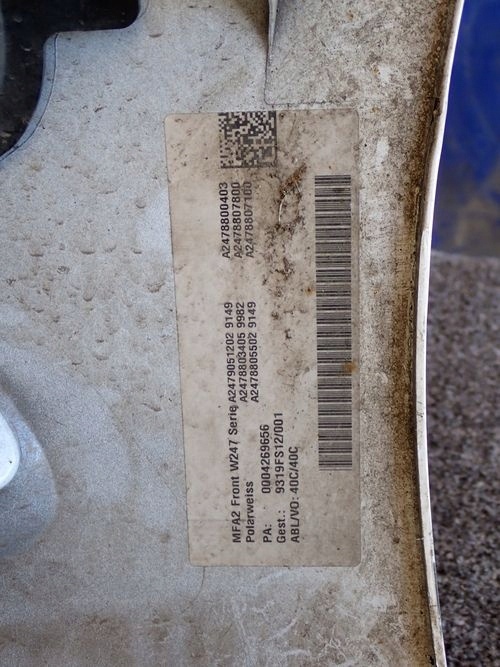 MFA2 Front W247 Serie A2479051202 9149 A2478800403
Polarweiss A2478803405 9982 A2478807800
PA: 0004269656 A2478805502 9149 A2478807100
Gest.: 9319FS12/001
ABL/VO: 40C/40C